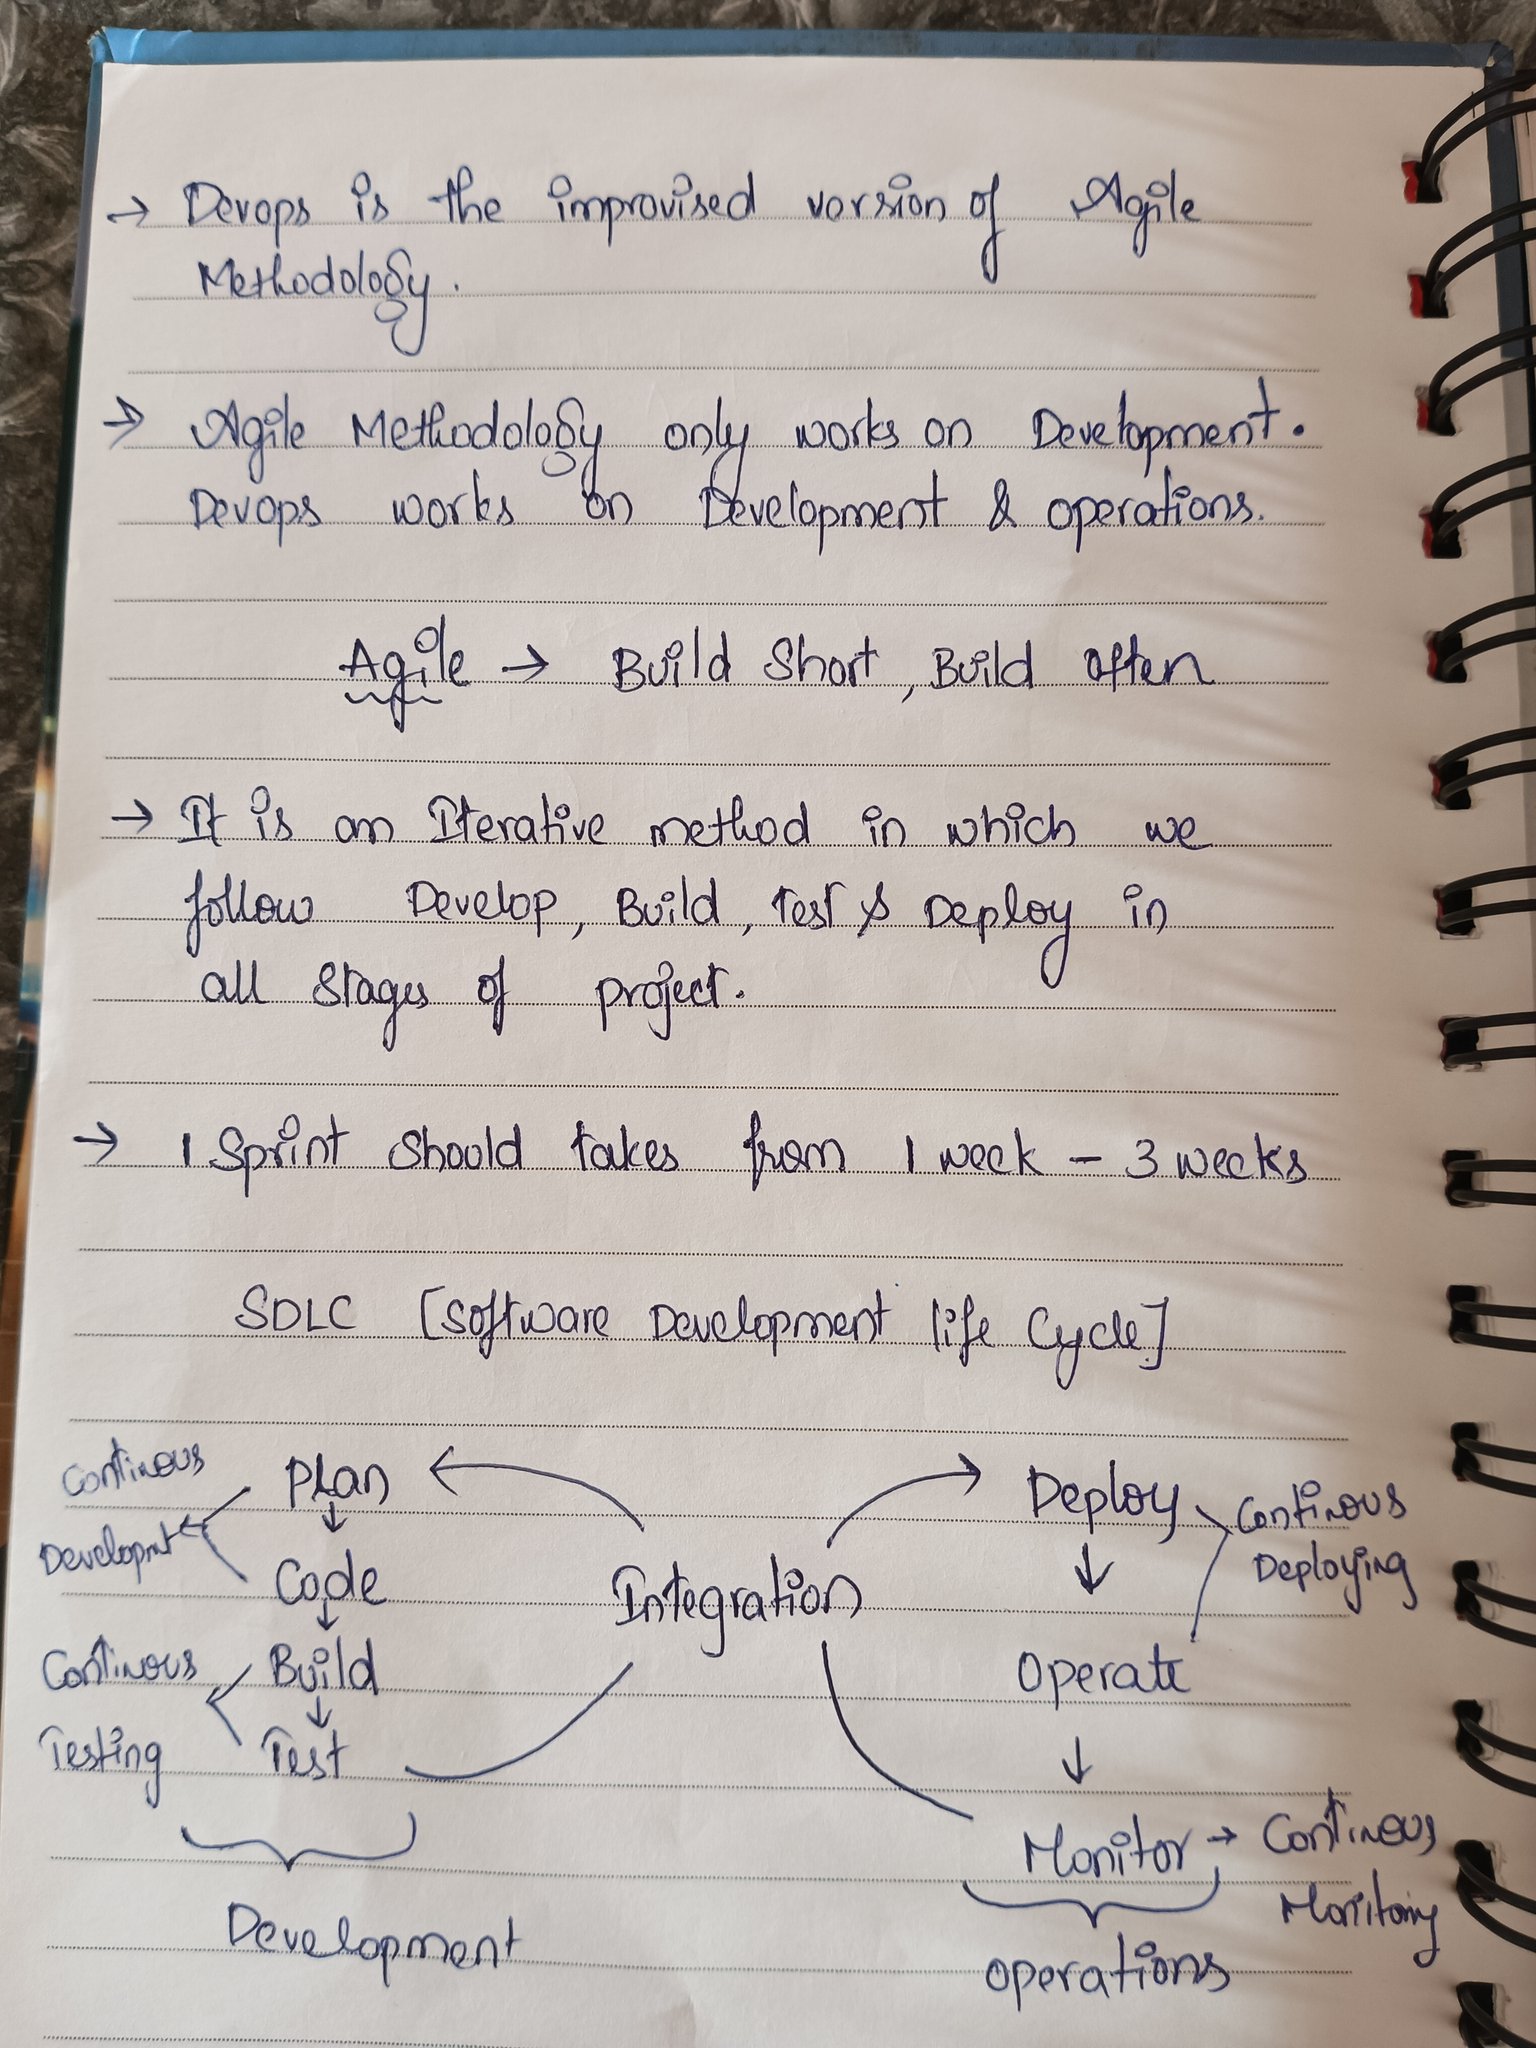 → Devops is the improvised version of Agile
Methodology.
→ Agile Methodology only works on Development.
Devops works on Development & operations.
Agile → Build Short, Build often
→ It is an Iterative method in which we
follow Develop, Build, Test & Deploy in
all stages of project.
→ 1 Sprint should takes from 1 week - 3 weeks
SDLC [Software Development life Cycle]
Continous
Developmt
Plan
↓
Code
↓
Continous
Testing
Build
↓
Test
Development
Integration
Deploy
↓
Continous
Deploying
Operate
↓
Monitor → Continous
Monitoring
operations